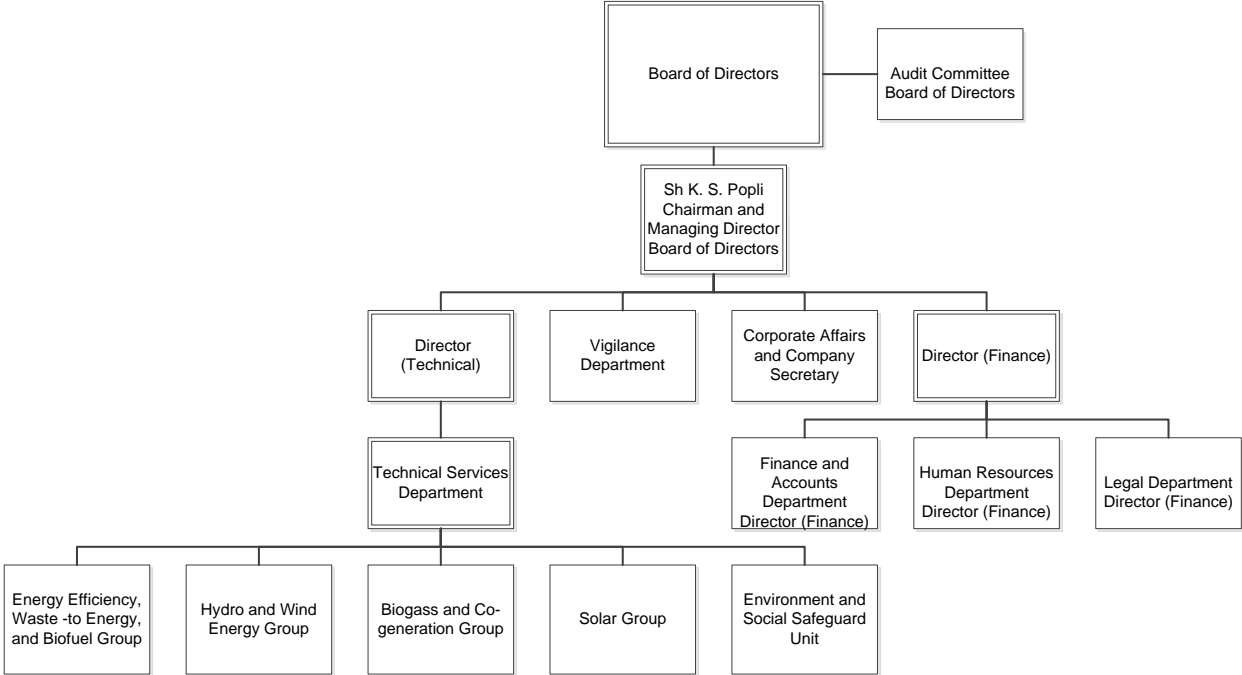 Board of Directors
Audit Committee
Board of Directors
Sh K. S. Popli
Chairman and
Managing Director
Board of Directors
Director
(Technical)
Vigilance
Department
Corporate Affairs
and Company
Secretary
Director (Finance)
Technical Services
Department
Finance and
Accounts
Department
Director (Finance)
Human Resources
Department
Director (Finance)
Legal Department
Director (Finance)
Energy Efficiency,
Waste -to Energy,
and Biofuel Group
Hydro and Wind
Energy Group
Biogass and Co-
generation Group
Solar Group
Environment and
Social Safeguard
Unit